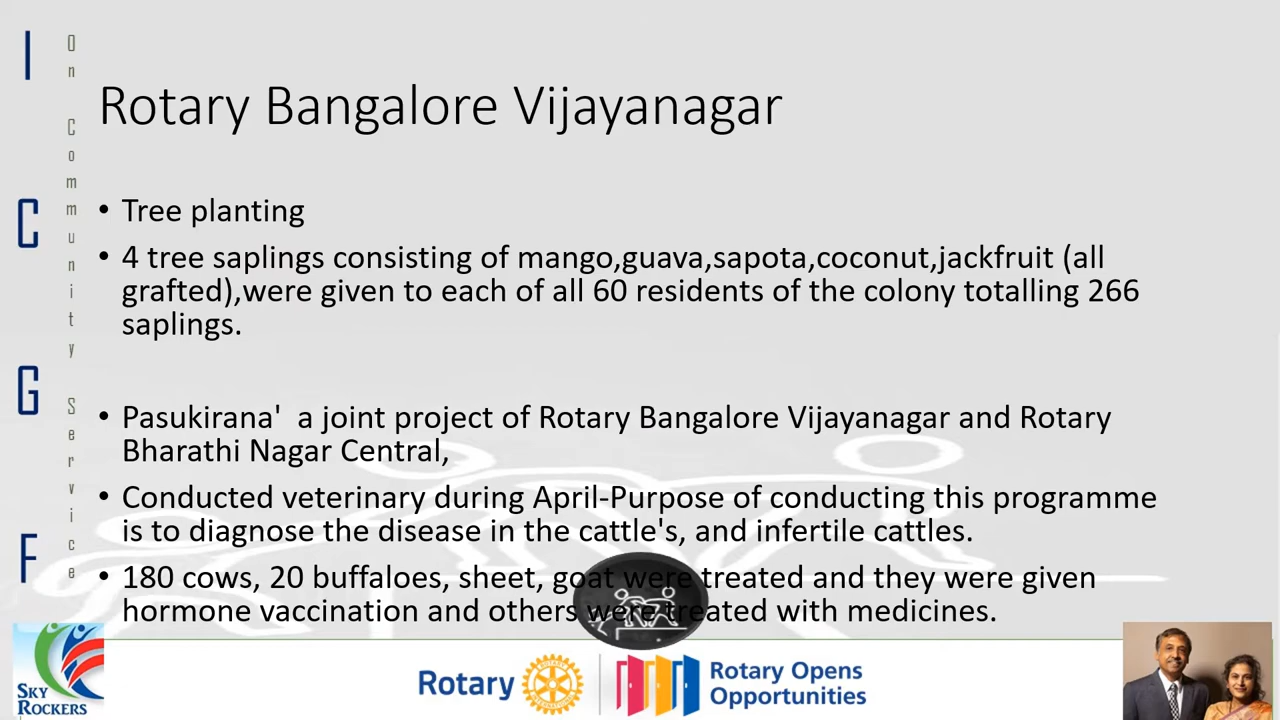 I C G F
On Community Service
Rotary Bangalore Vijayanagar
• Tree planting
• 4 tree saplings consisting of mango,guava,sapota,coconut,jackfruit (all
grafted),were given to each of all 60 residents of the colony totalling 266
saplings.
• Pasukirana'  a joint project of Rotary Bangalore Vijayanagar and Rotary
Bharathi Nagar Central,
• Conducted veterinary during April-Purpose of conducting this programme
is to diagnose the disease in the cattle's, and infertile cattles.
• 180 cows, 20 buffaloes, sheet, goat were treated and they were given
hormone vaccination and others were treated with medicines.
SKY
ROCKERS
Rotary
Rotary Opens
Opportunities